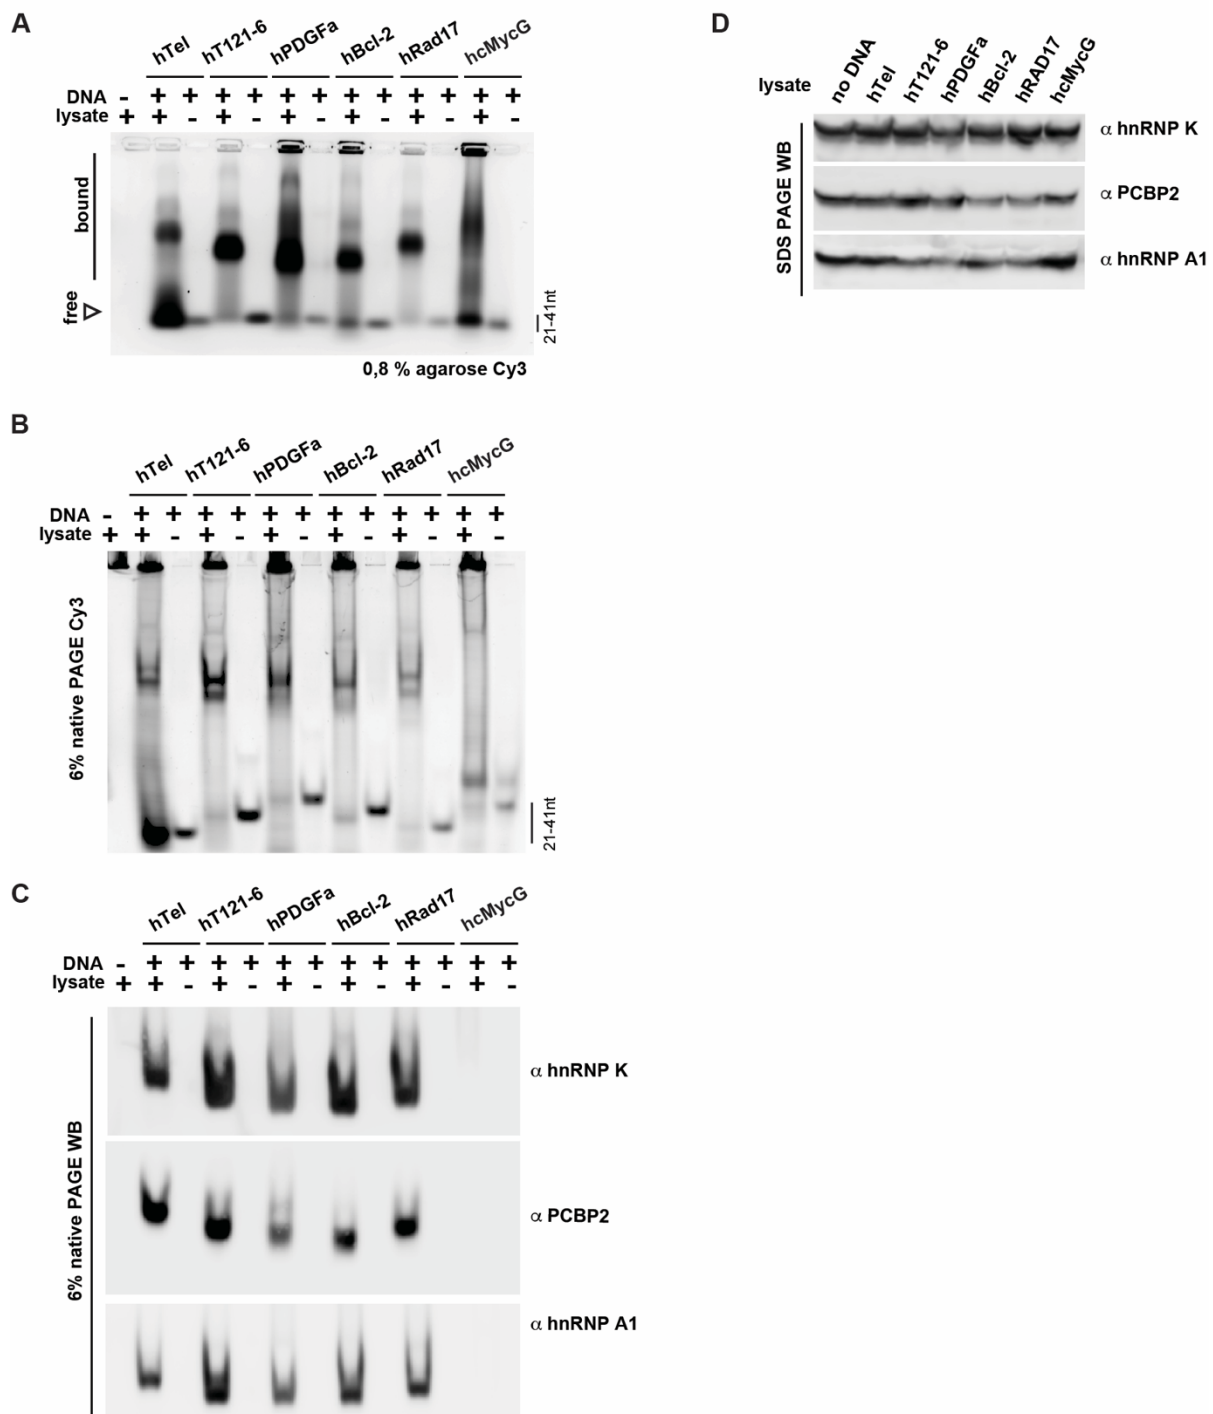 A
hTel hT121-6 hPDGFa hBcl-2 hRad17 hcMycG
DNA - + + + + + + + + + + + +
lysate + + - + - + - + - + - + -
bound
free
21-41nt
0,8 % agarose Cy3
B
hTel hT121-6 hPDGFa hBcl-2 hRad17 hcMycG
DNA - + + + + + + + + + + + +
lysate + + - + - + - + - + - + -
6% native PAGE Cy3
21-41nt
C
hTel hT121-6 hPDGFa hBcl-2 hRad17 hcMycG
DNA - + + + + + + + + + + + +
lysate + + - + - + - + - + - + -
6% native PAGE WB
α hnRNP K
α PCBP2
α hnRNP A1
D
lysate no DNA hTel hT121-6 hPDGFa hBcl-2 hRAD17 hcMycG
SDS PAGE WB
α hnRNP K
α PCBP2
α hnRNP A1